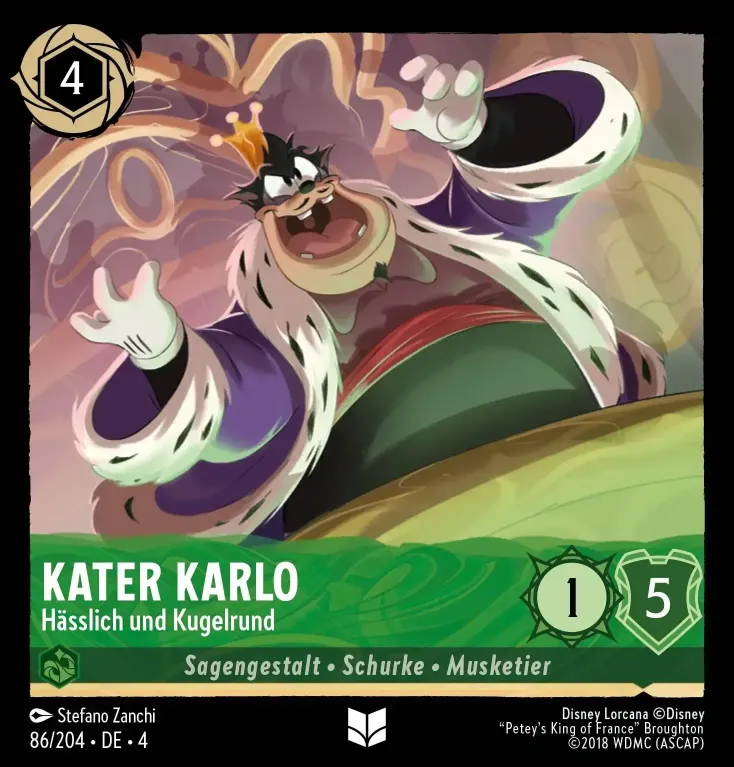 4
KATER KARLO
Hässlich und Kugelrund
1
5
Sagengestalt • Schurke • Musketier
Stefano Zanchi
86/204 • DE • 4
Disney Lorcana ©Disney
“Petey’s King of France” Broughton
©2018 WDMC (ASCAP)